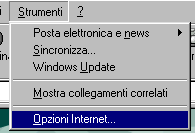 Strumenti ?
Posta elettronica e news
Sincronizza...
Windows Update
Mostra collegamenti correlati
Opzioni Internet...